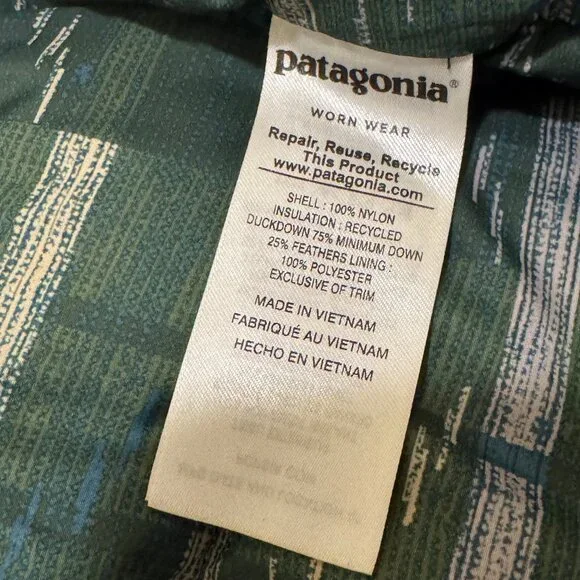 patagonia®
WORN WEAR
Repair, Reuse, Recycle
This Product
www.patagonia.com
SHELL : 100% NYLON
INSULATION : RECYCLED
DUCKDOWN 75% MINIMUM DOWN
25% FEATHERS LINING :
100% POLYESTER
EXCLUSIVE OF TRIM
MADE IN VIETNAM
FABRIQUÉ AU VIETNAM
HECHO EN VIETNAM